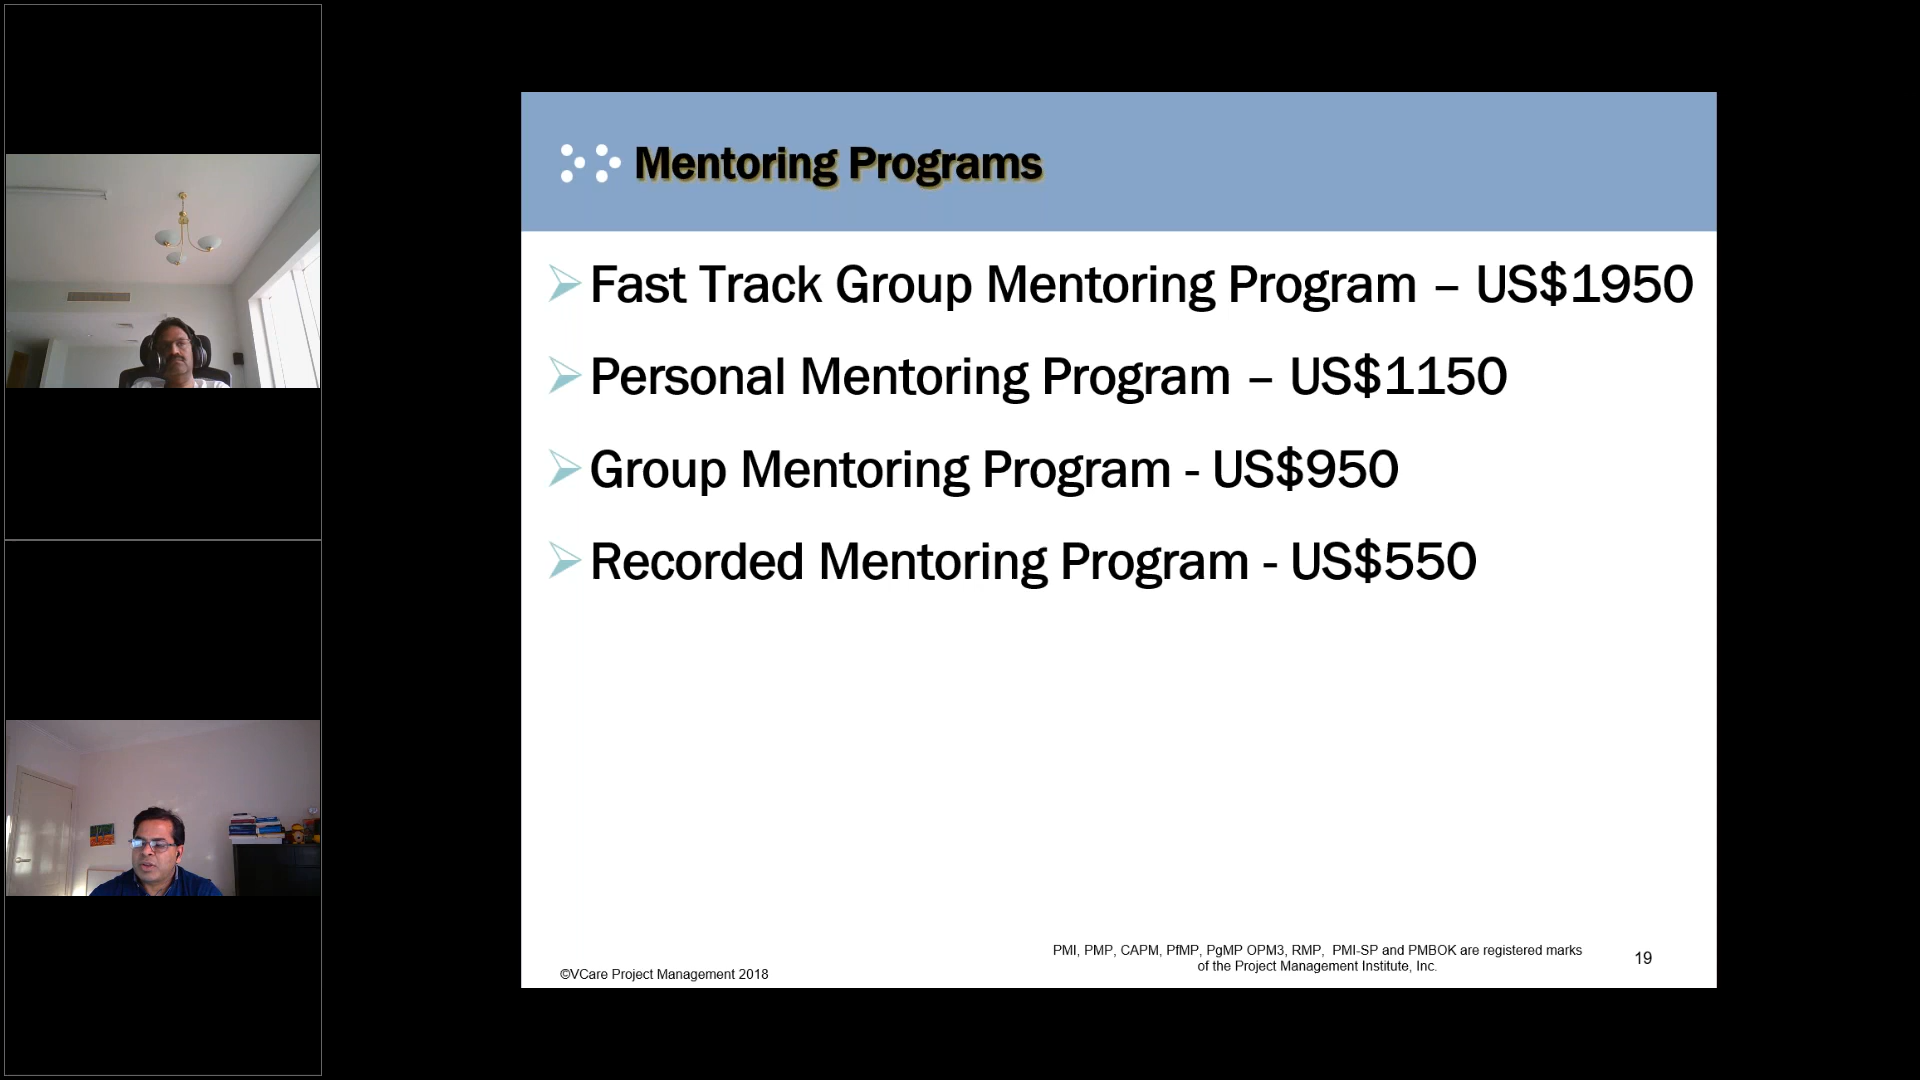 Mentoring Programs
Fast Track Group Mentoring Program – US$1950
Personal Mentoring Program – US$1150
Group Mentoring Program - US$950
Recorded Mentoring Program - US$550
PMI, PMP, CAPM, PfMP, PgMP OPM3, RMP, PMI-SP and PMBOK are registered marks
of the Project Management Institute, Inc.
19
©VCare Project Management 2018